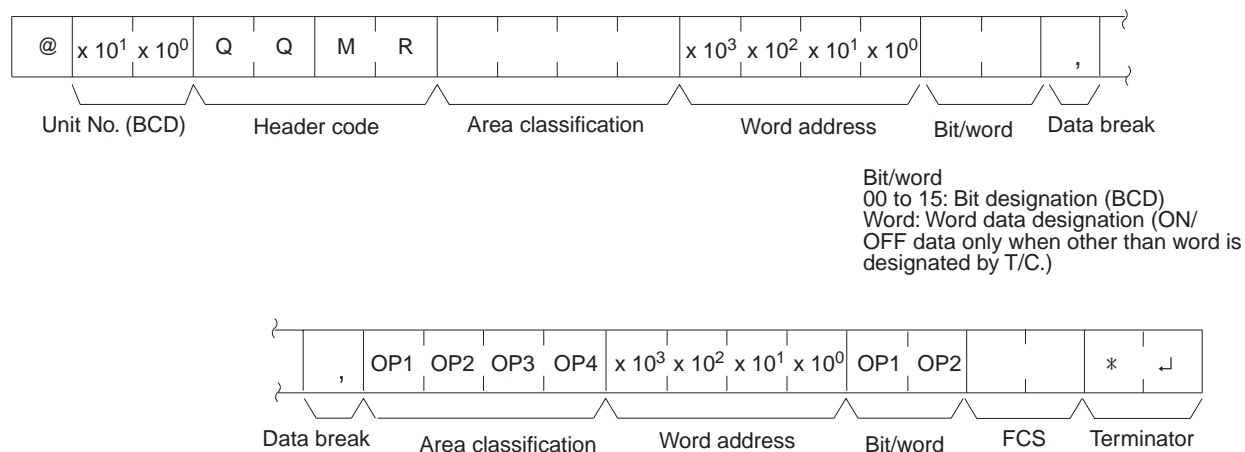 @ x 10¹ x 10⁰ Q Q M R x 10³ x 10² x 10¹ x 10⁰ ,
Unit No. (BCD) Header code Area classification Word address Bit/word Data break
Bit/word
00 to 15: Bit designation (BCD)
Word: Word data designation (ON/
OFF data only when other than word is
designated by T/C.)
, OP1 OP2 OP3 OP4 x 10³ x 10² x 10¹ x 10⁰ OP1 OP2 * ↵
Data break Area classification Word address Bit/word FCS Terminator